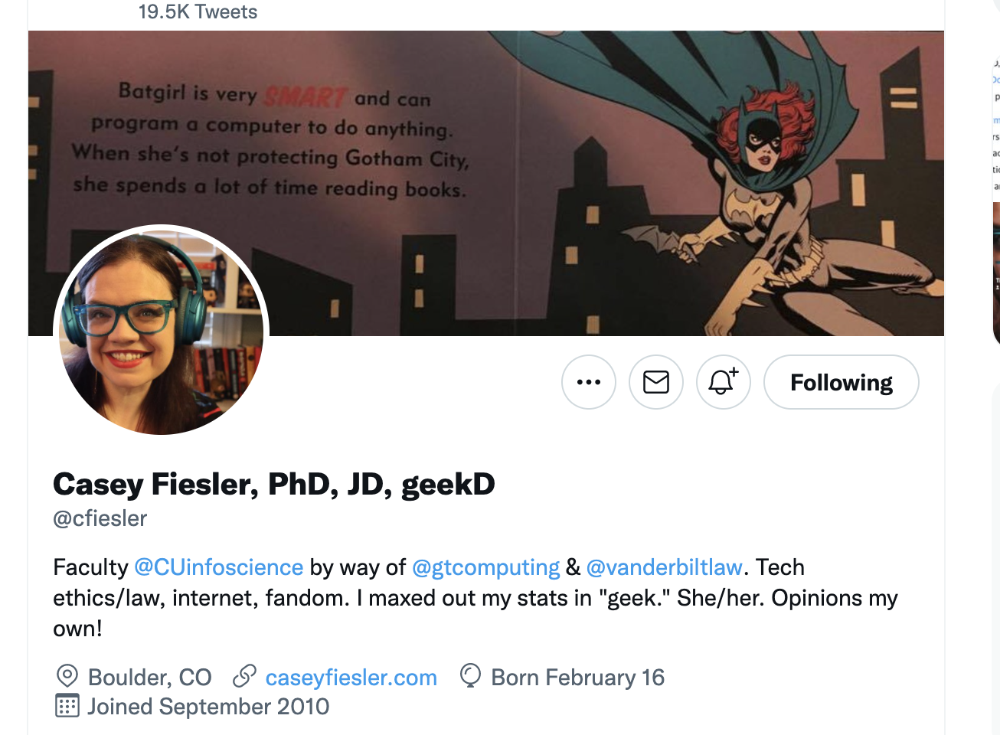 19.5K Tweets
Batgirl is very SMART and can
program a computer to do anything.
When she's not protecting Gotham City,
she spends a lot of time reading books.
Following
Casey Fiesler, PhD, JD, geekD
@cfiesler
Faculty @CUinfoscience by way of @gtcomputing & @vanderbiltlaw. Tech
ethics/law, internet, fandom. I maxed out my stats in "geek." She/her. Opinions my
own!
Boulder, CO caseyfiesler.com Born February 16
Joined September 2010